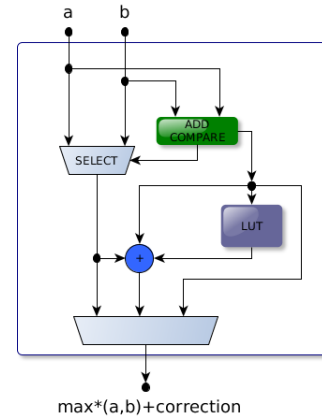 a b
ADD
COMPARE
SELECT
LUT
+
max*(a,b)+correction